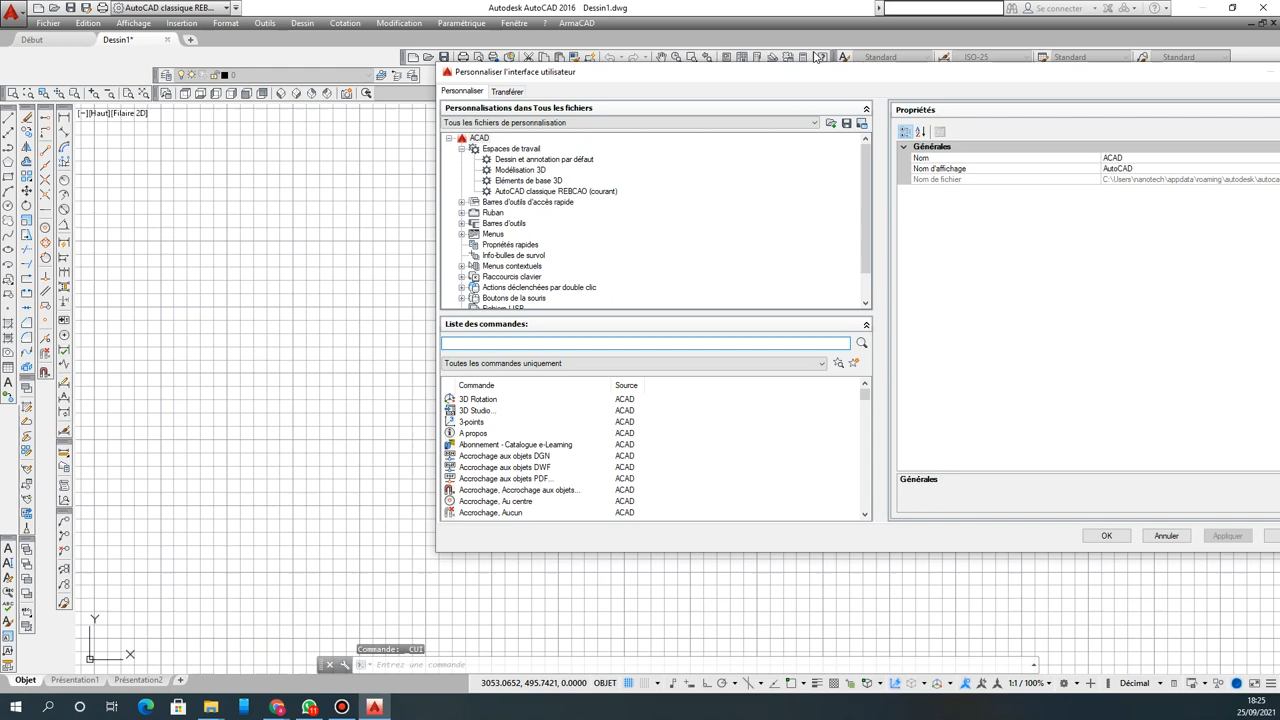 AutoCAD classique REB...
Autodesk AutoCAD 2016 Dessin1.dwg
Se connecter
Fichier Edition Affichage Insertion Format Outils Dessin Cotation Modification Paramétrique Fenêtre ? ArmaCAD
Début Dessin1*
Standard ISO-25 Standard Standard
Personnaliser l'interface utilisateur
0
Personnaliser Transférer
[−][Haut][Filaire 2D]
Personnalisations dans Tous les fichiers
Tous les fichiers de personnalisation
ACAD
Espaces de travail
Dessin et annotation par défaut
Modélisation 3D
Eléments de base 3D
AutoCAD classique REBCAO (courant)
Barres d'outils d'accès rapide
Ruban
Barres d'outils
Menus
Propriétés rapides
Info-bulles de survol
Menus contextuels
Raccourcis clavier
Actions déclenchées par double clic
Boutons de la souris
Fichiers LISP
Propriétés
Générales
Nom ACAD
Nom d'affichage AutoCAD
Nom de fichier C:\Users\nanotech\appdata\roaming\autodesk\autoca
Liste des commandes:
Toutes les commandes uniquement
Commande Source
3D Rotation ACAD
3D Studio... ACAD
3-points ACAD
A propos ACAD
Abonnement - Catalogue e-Learning ACAD
Accrochage aux objets DGN ACAD
Accrochage aux objets DWF ACAD
Accrochage aux objets PDF... ACAD
Accrochage, Accrochage aux objets... ACAD
Accrochage, Au centre ACAD
Accrochage, Aucun ACAD
Générales
OK Annuler Appliquer
Y
X
Commande: _CUI
Entrez une commande
Objet Présentation1 Présentation2
3053.0652, 495.7421, 0.0000 OBJET 1:1 / 100% Décimal
18:25
25/09/2021